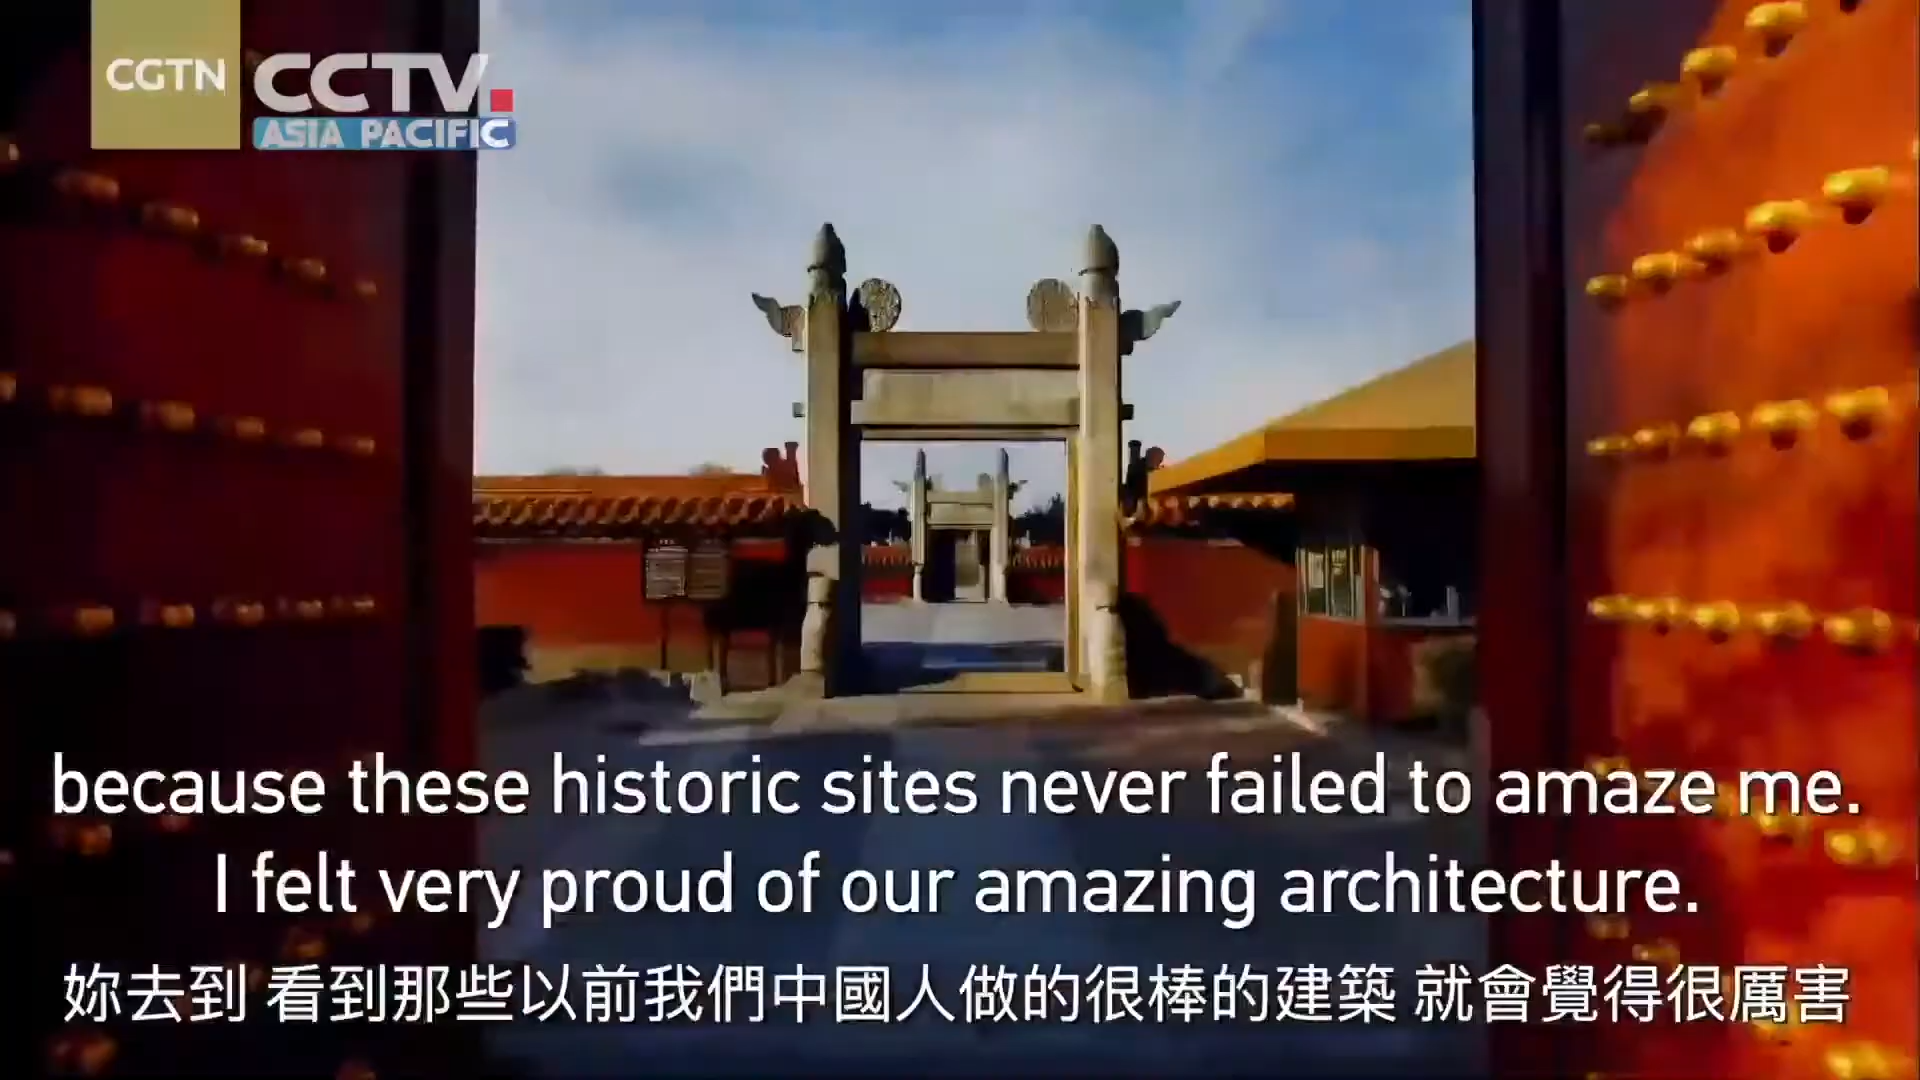 CGTN
CCTV.
ASIA PACIFIC
because these historic sites never failed to amaze me.
I felt very proud of our amazing architecture.
妳去到 看到那些以前我們中國人做的很棒的建築 就會覺得很厲害